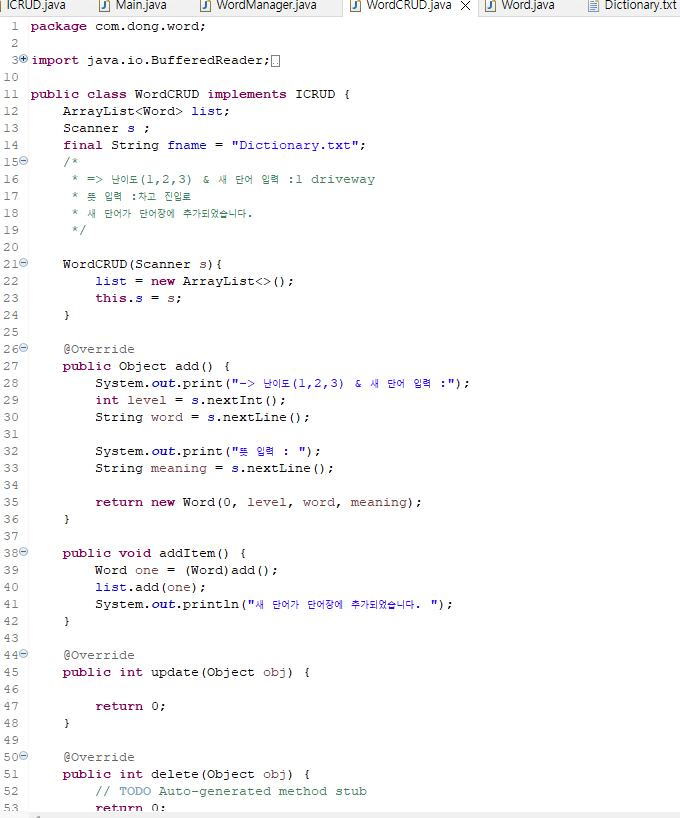 ICRUD.java Main.java WordManager.java WordCRUD.java Word.java Dictionary.txt
1 package com.dong.word;
2
3 import java.io.BufferedReader;
10
11 public class WordCRUD implements ICRUD {
12     ArrayList<Word> list;
13     Scanner s ;
14     final String fname = "Dictionary.txt";
15     /*
16      * => 난이도(1,2,3) & 새 단어 입력 :1 driveway
17      * 뜻 입력 :차고 진입로
18      * 새 단어가 단어장에 추가되었습니다.
19      */
20
21     WordCRUD(Scanner s){
22         list = new ArrayList<>();
23         this.s = s;
24     }
25
26     @Override
27     public Object add() {
28         System.out.print("-> 난이도(1,2,3) & 새 단어 입력 :");
29         int level = s.nextInt();
30         String word = s.nextLine();
31
32         System.out.print("뜻 입력 : ");
33         String meaning = s.nextLine();
34
35         return new Word(0, level, word, meaning);
36     }
37
38     public void addItem() {
39         Word one = (Word)add();
40         list.add(one);
41         System.out.println("새 단어가 단어장에 추가되었습니다. ");
42     }
43
44     @Override
45     public int update(Object obj) {
46
47         return 0;
48     }
49
50     @Override
51     public int delete(Object obj) {
52         // TODO Auto-generated method stub
53         return 0;